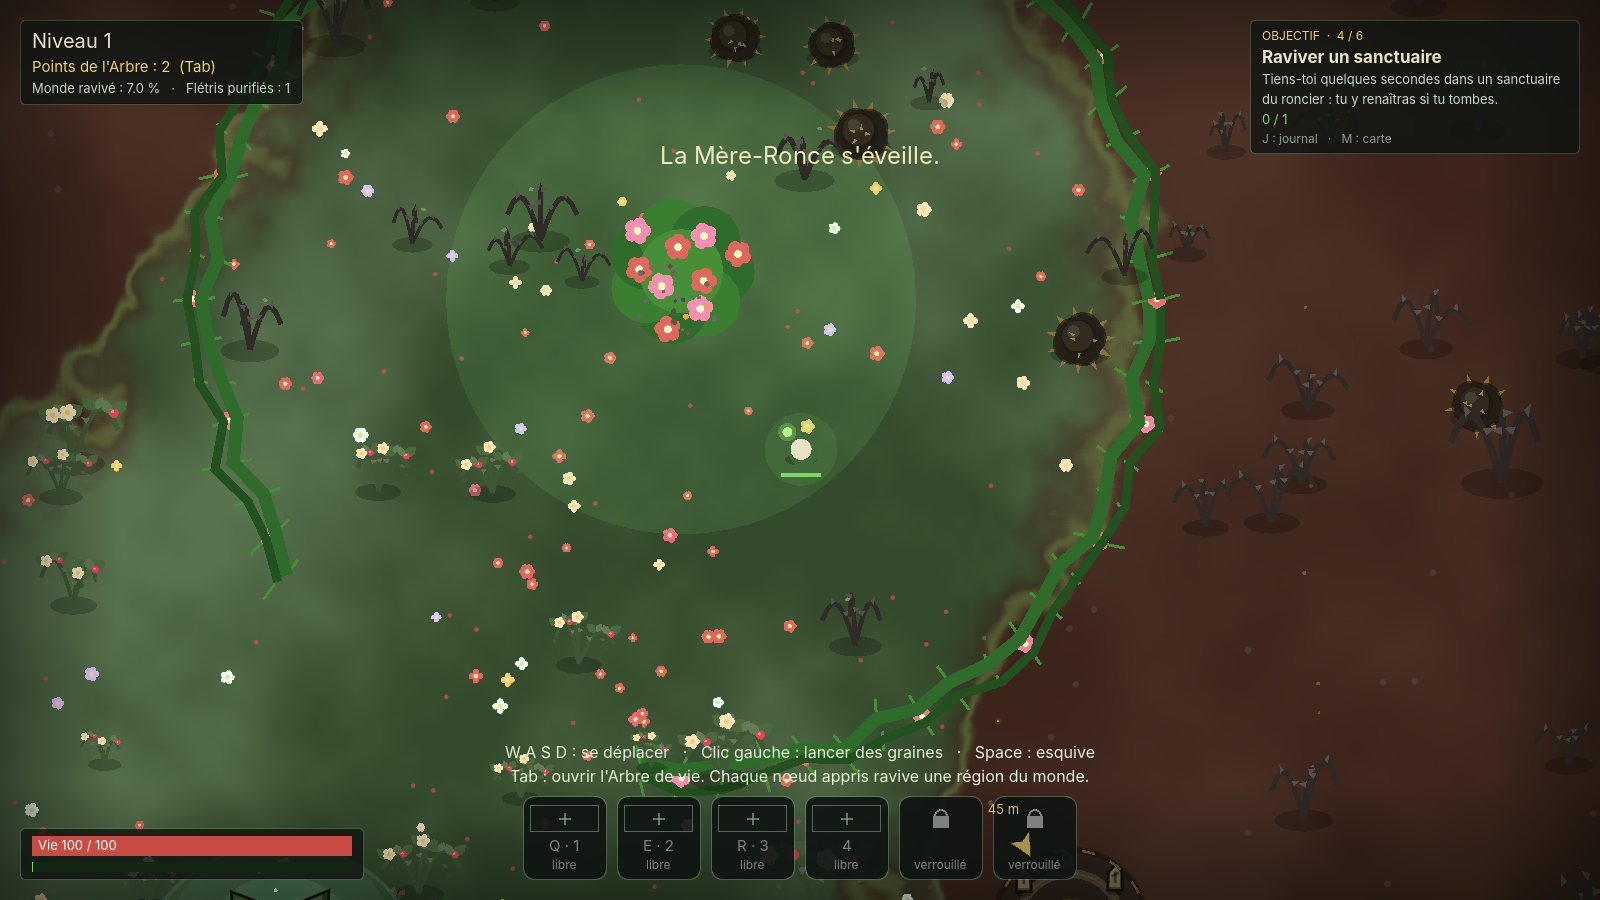 Niveau 1
Points de l'Arbre : 2 (Tab)
Monde ravivé : 7.0 % · Flétris purifiés : 1
OBJECTIF · 4 / 6
Raviver un sanctuaire
Tiens-toi quelques secondes dans un sanctuaire
du roncier : tu y renaîtras si tu tombes.
0 / 1
J : journal · M : carte
La Mère-Ronce s'éveille.
W A S D : se déplacer · Clic gauche : lancer des graines · Space : esquive
Tab : ouvrir l'Arbre de vie. Chaque nœud appris ravive une région du monde.
45 m
Vie 100 / 100
Q · 1
libre
E · 2
libre
R · 3
libre
4
libre
verrouillé
verrouillé